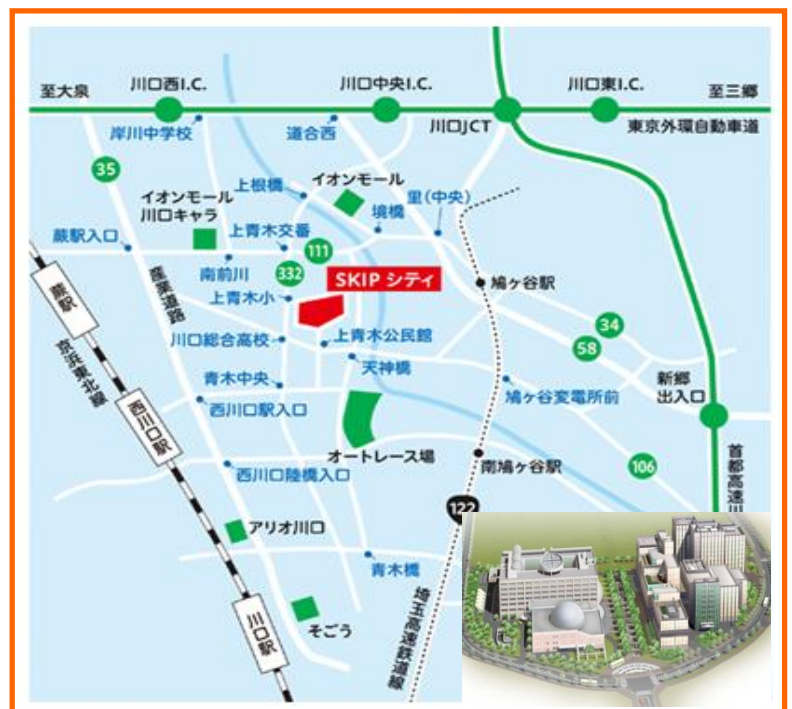 川口西I.C.
川口中央I.C.
川口東I.C.
至大泉
至三郷
岸川中学校
道合西
川口JCT
東京外環自動車道
35
イオンモール
川口キャラ
上根橋
イオンモール
境橋
里(中央)
蕨駅入口
上青木交番
111
南前川
332
SKIP シティ
鳩ヶ谷駅
蕨駅
産業道路
上青木小
34
58
京浜東北線
川口総合高校
上青木公民館
天神橋
新郷
出入口
青木中央
鳩ヶ谷変電所前
西川口駅
西川口駅入口
オートレース場
南鳩ヶ谷駅
106
首都高速川
西川口陸橋入口
122
アリオ川口
青木橋
埼玉高速鉄道線
川口駅
そごう